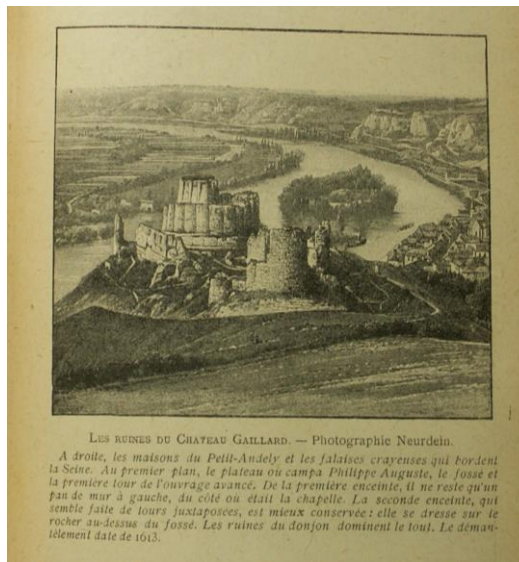 LES RUINES DU CHATEAU GAILLARD. — Photographie Neurdein.
A droite, les maisons du Petit-Andely et les falaises crayeuses qui bordent
la Seine. Au premier plan, le plateau où campa Philippe Auguste, le fossé et
la première tour de l'ouvrage avancé. De la première enceinte, il ne reste qu'un
pan de mur à gauche, du côté où était la chapelle. La seconde enceinte, qui
semble faite de tours juxtaposées, est mieux conservée : elle se dresse sur le
rocher au-dessus du fossé. Les ruines du donjon dominent le tout. Le déman-
tèlement date de 1613.